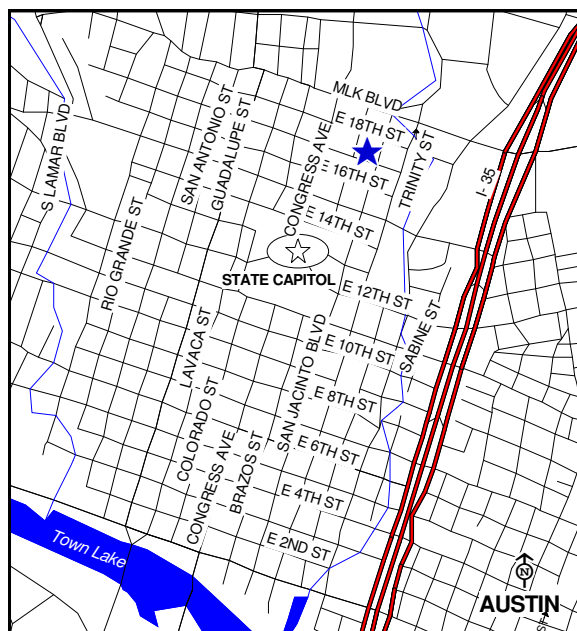 MLK BLVD
E 18TH ST
E 16TH ST
TRINITY ST
SAN ANTONIO ST
GUADALUPE ST
CONGRESS AVE
S LAMAR BLVD
I- 35
E 14TH ST
RIO GRANDE ST
STATE CAPITOL
E 12TH ST
SABINE ST
LAVACA ST
SAN JACINTO BLVD
E 10TH ST
E 8TH ST
COLORADO ST
CONGRESS AVE
BRAZOS ST
E 6TH ST
E 4TH ST
E 2ND ST
Town Lake
N
AUSTIN